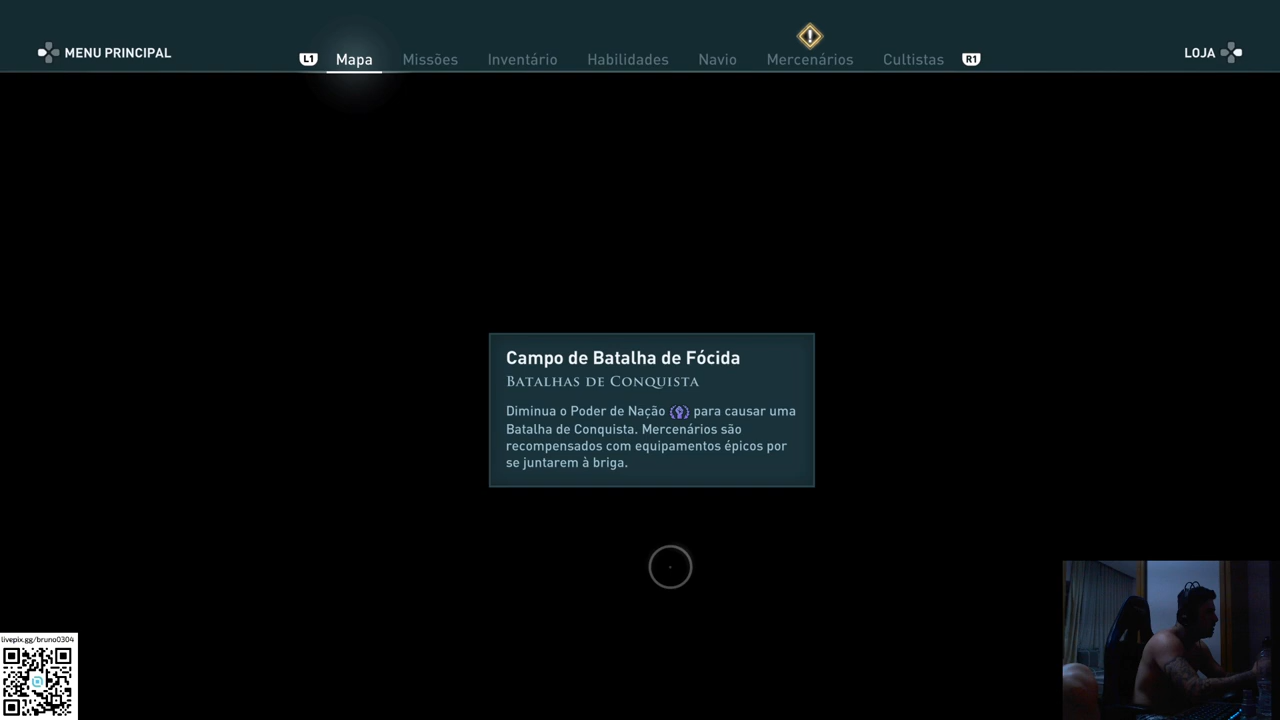 MENU PRINCIPAL
L1 Mapa Missões Inventário Habilidades Navio Mercenários Cultistas R1
LOJA
Campo de Batalha de Fócida
BATALHAS DE CONQUISTA
Diminua o Poder de Nação para causar uma
Batalha de Conquista. Mercenários são
recompensados com equipamentos épicos por
se juntarem à briga.
livepix.gg/bruno0304